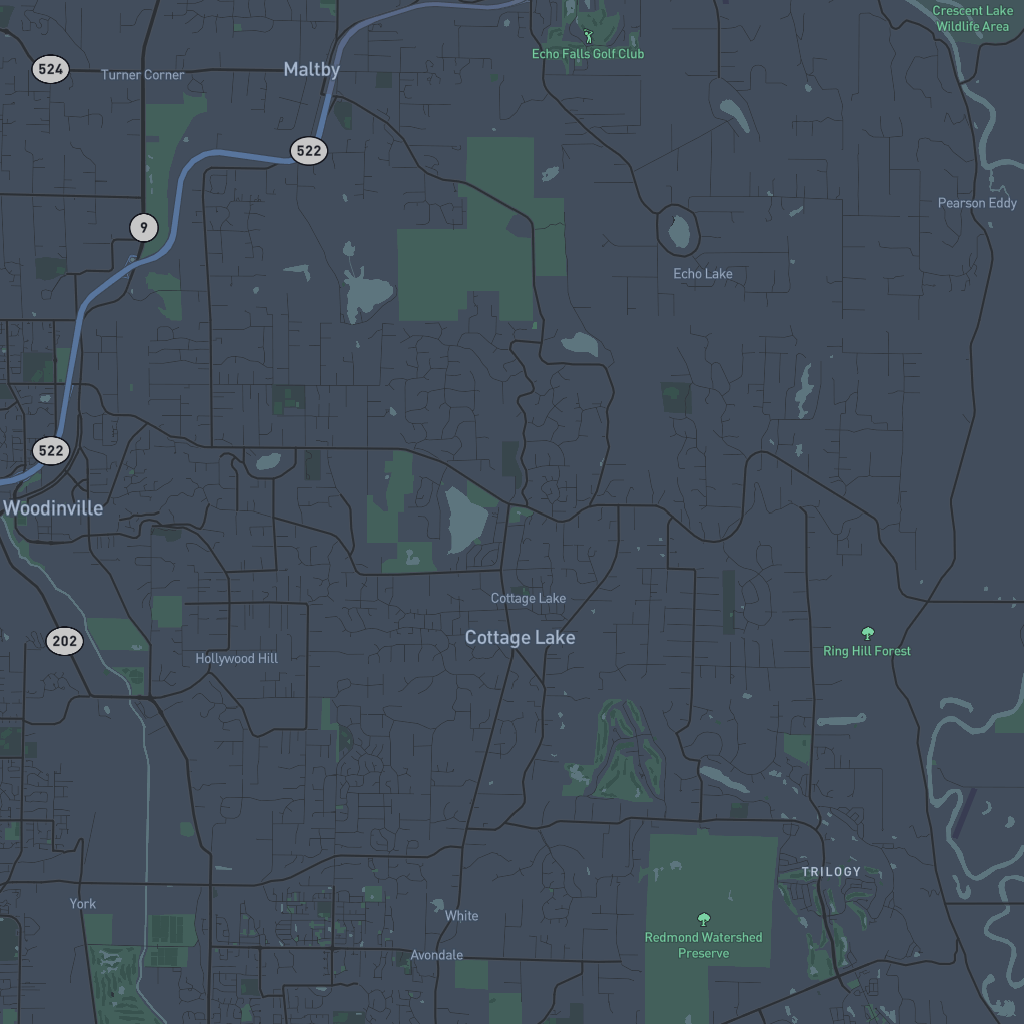 Crescent Lake
Wildlife Area
Echo Falls Golf Club
524
Turner Corner
Maltby
522
Pearson Eddy
9
Echo Lake
522
Woodinville
Cottage Lake
202
Cottage Lake
Ring Hill Forest
Hollywood Hill
TRILOGY
York
White
Redmond Watershed
Preserve
Avondale